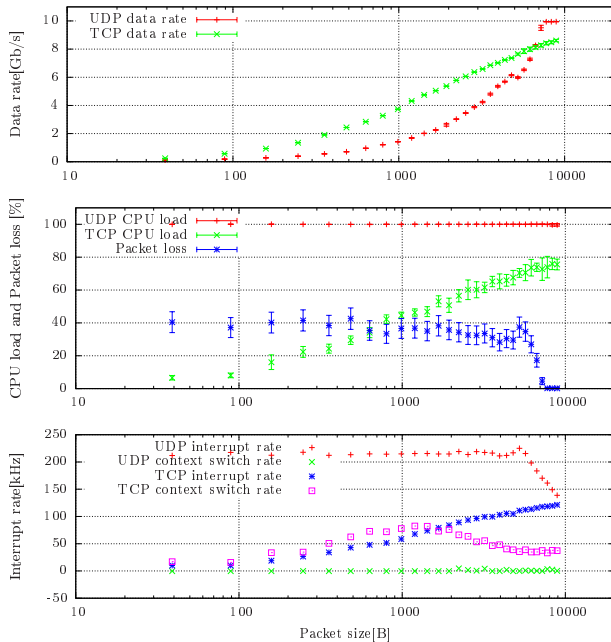 UDP data rate
TCP data rate
Data rate[Gb/s]
10
8
6
4
2
0
10
100
1000
10000
UDP CPU load
TCP CPU load
Packet loss
CPU load and Packet loss [%]
100
80
60
40
20
0
10
100
1000
10000
UDP interrupt rate
UDP context switch rate
TCP interrupt rate
TCP context switch rate
Interrupt rate[kHz]
250
200
150
100
50
0
-50
10
100
1000
10000
Packet size[B]